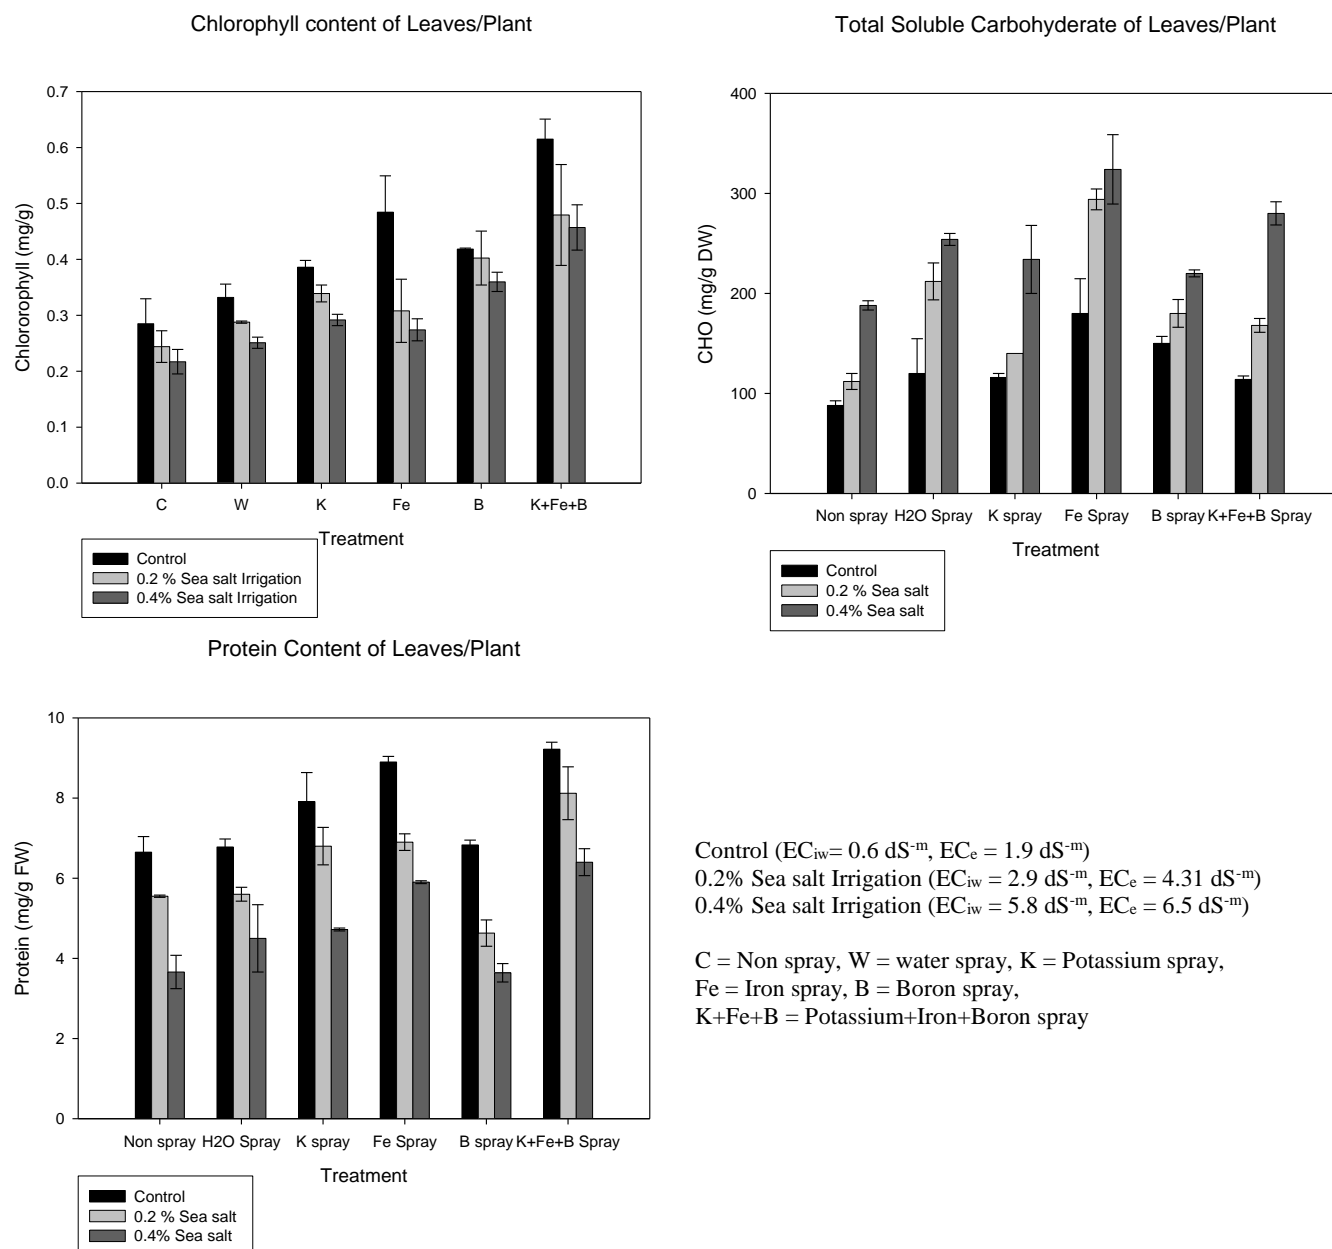 Chlorophyll content of Leaves/Plant
Chlororophyll (mg/g)
0.7
0.6
0.5
0.4
0.3
0.2
0.1
0.0
C W K Fe B K+Fe+B
Treatment
Control
0.2 % Sea salt Irrigation
0.4% Sea salt Irrigation
Total Soluble Carbohyderate of Leaves/Plant
CHO (mg/g DW)
400
300
200
100
0
Non spray H2O Spray K spray Fe Spray B spray K+Fe+B Spray
Treatment
Control
0.2 % Sea salt
0.4% Sea salt
Protein Content of Leaves/Plant
Protein (mg/g FW)
10
8
6
4
2
0
Non spray H2O Spray K spray Fe Spray B spray K+Fe+B Spray
Treatment
Control
0.2 % Sea salt
0.4% Sea salt
Control (ECiw= 0.6 dS-m, ECe = 1.9 dS-m)
0.2% Sea salt Irrigation (ECiw = 2.9 dS-m, ECe = 4.31 dS-m)
0.4% Sea salt Irrigation (ECiw = 5.8 dS-m, ECe = 6.5 dS-m)
C = Non spray, W = water spray, K = Potassium spray,
Fe = Iron spray, B = Boron spray,
K+Fe+B = Potassium+Iron+Boron spray